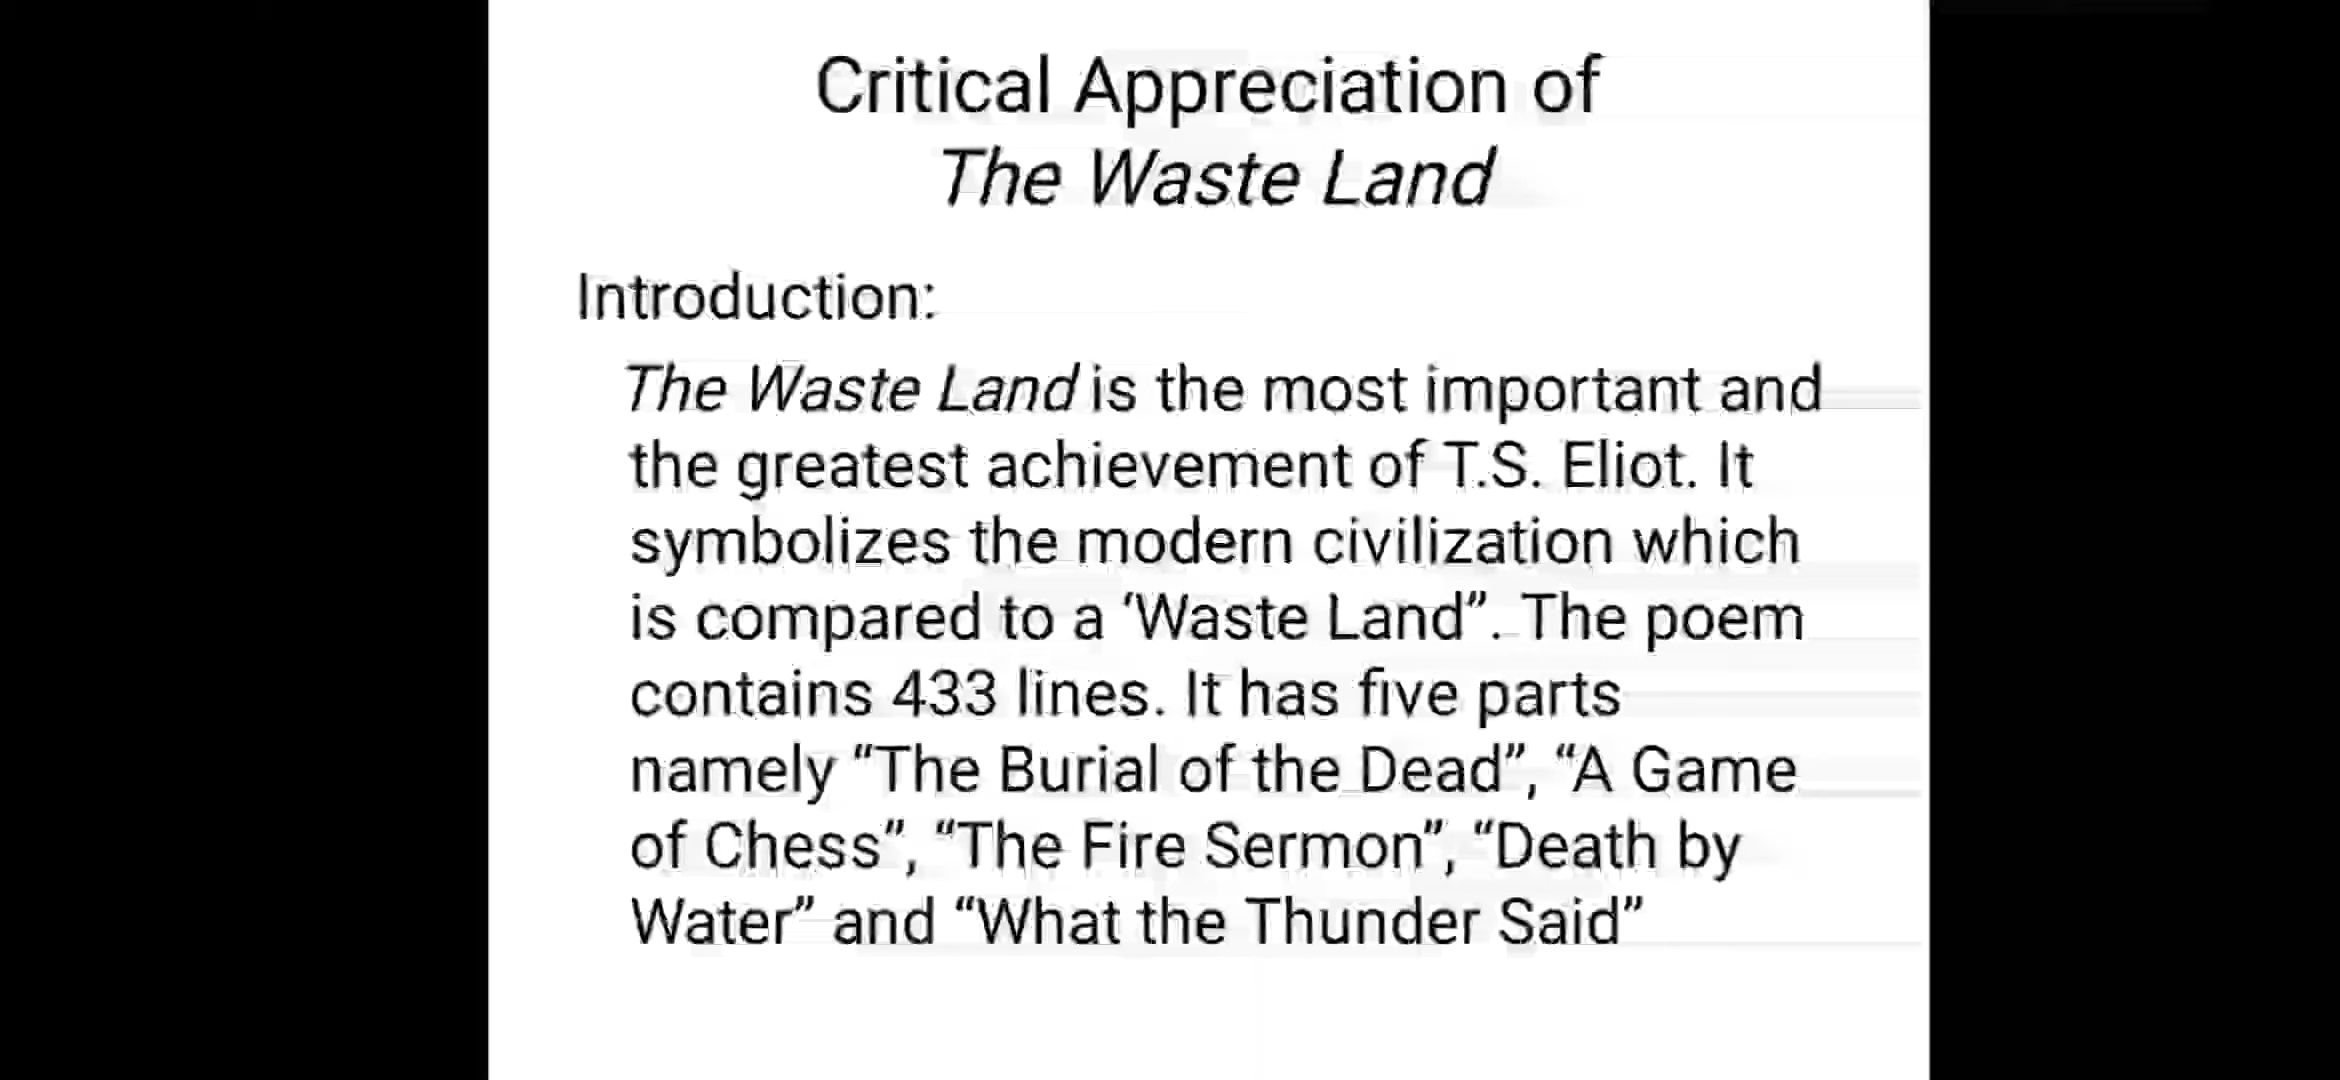 Critical Appreciation of
The Waste Land
Introduction:
The Waste Land is the most important and
the greatest achievement of T.S. Eliot. It
symbolizes the modern civilization which
is compared to a ‘Waste Land”. The poem
contains 433 lines. It has five parts
namely “The Burial of the Dead”, “A Game
of Chess”, “The Fire Sermon”, “Death by
Water” and “What the Thunder Said”